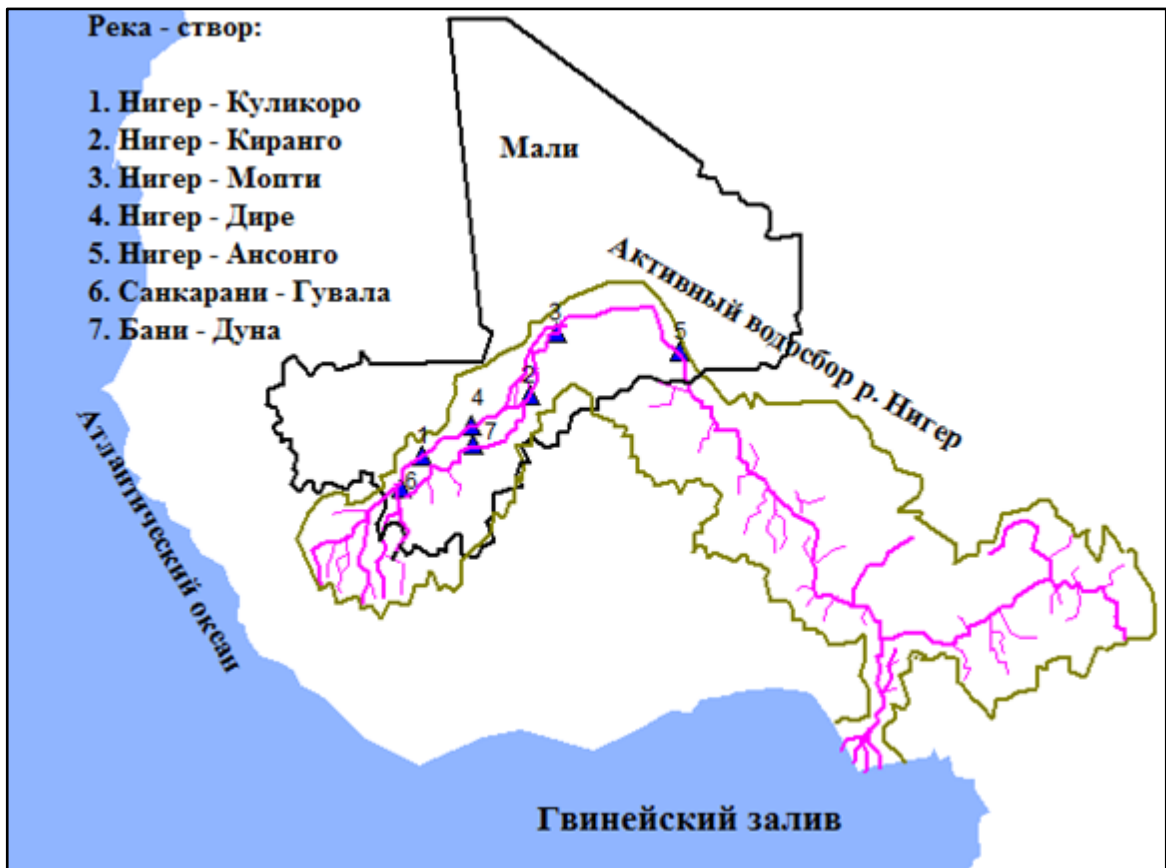 Река - створ:
1. Нигер - Куликоро
2. Нигер - Киранго
3. Нигер - Мопти
4. Нигер - Дире
5. Нигер - Ансонго
6. Санкарани - Гувала
7. Бани - Дуна
Мали
Активный водосбор р. Нигер
3
5
2
4
7
1
6
Атлантический океан
Гвинейский залив